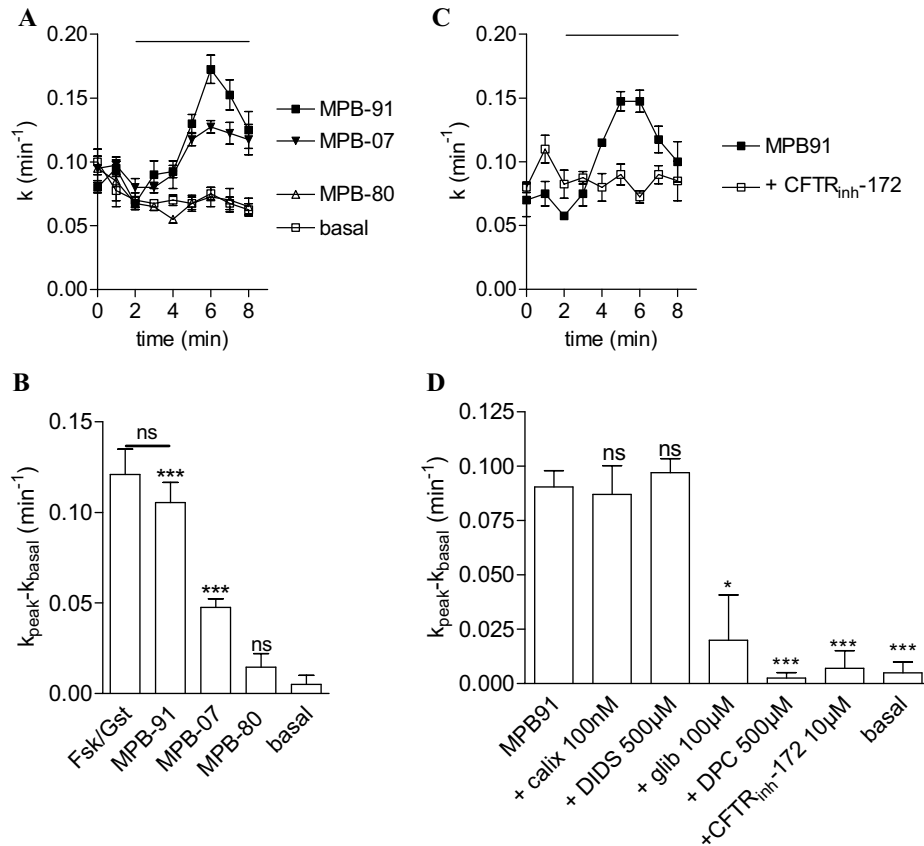 A
0.20
0.15
0.10
0.05
0.00
k (min⁻¹)
0 2 4 6 8
time (min)
MPB-91
MPB-07
MPB-80
basal
C
0.20
0.15
0.10
0.05
0.00
k (min⁻¹)
0 2 4 6 8
time (min)
MPB91
+ CFTRinh-172
B
0.15
0.10
0.05
0.00
kpeak-kbasal (min⁻¹)
ns
***
***
ns
Fsk/Gst
MPB-91
MPB-07
MPB-80
basal
D
0.125
0.100
0.075
0.050
0.025
0.000
kpeak-kbasal (min⁻¹)
ns
ns
*
***
***
***
MPB91
+ calix 100nM
+ DIDS 500µM
+ glib 100µM
+ DPC 500µM
+CFTRinh-172 10µM
basal